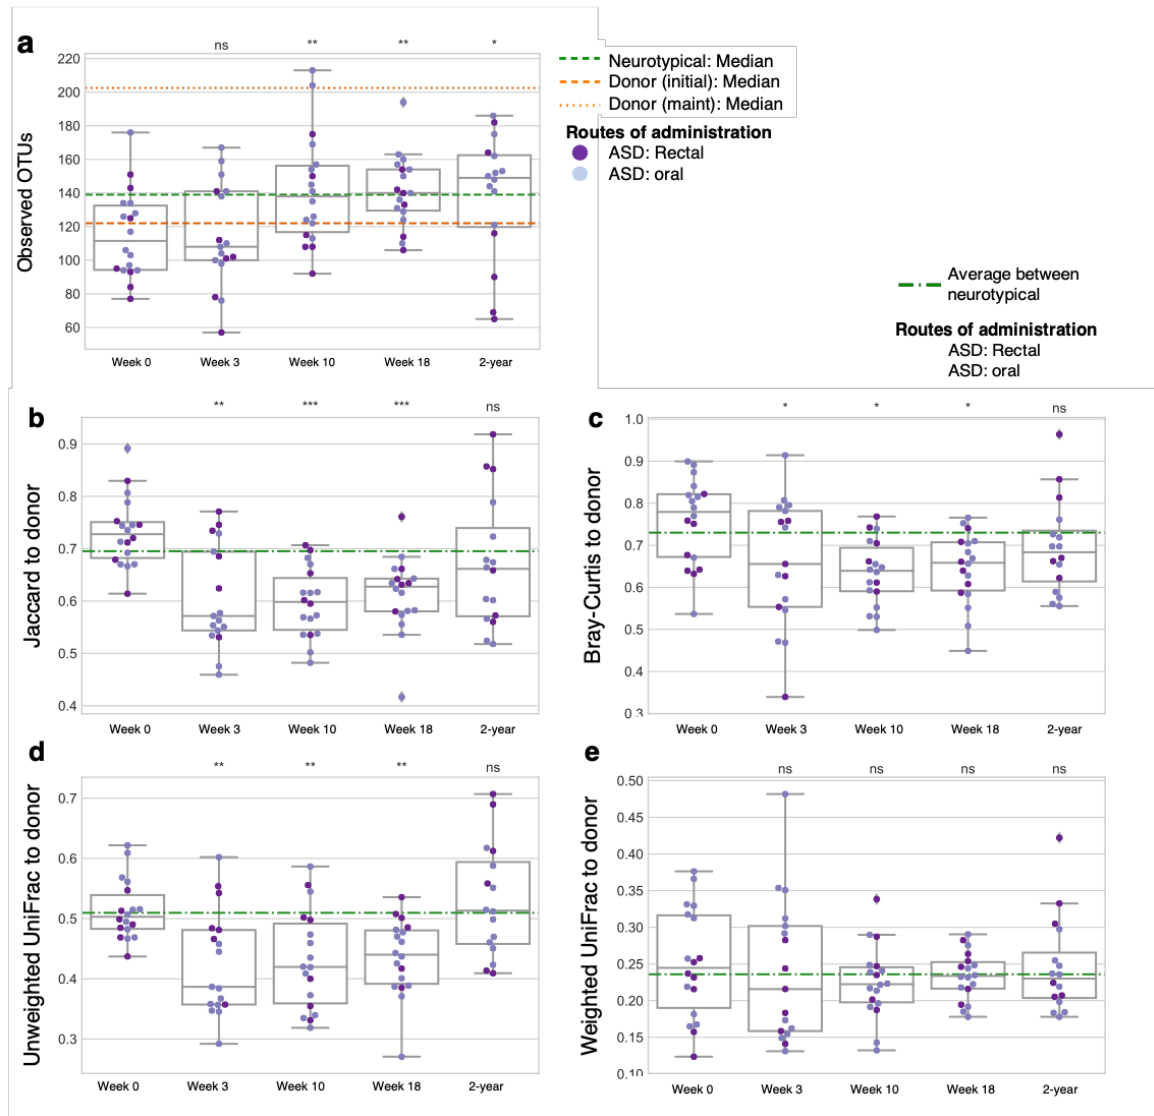 a
ns ** ** *
220
200
180
160
140
120
100
80
60
Observed OTUs
Week 0 Week 3 Week 10 Week 18 2-year
Neurotypical: Median
Donor (initial): Median
Donor (maint): Median
Routes of administration
ASD: Rectal
ASD: oral
Average between
neurotypical
Routes of administration
ASD: Rectal
ASD: oral
b
** *** *** ns
0.9
0.8
0.7
0.6
0.5
0.4
Jaccard to donor
Week 0 Week 3 Week 10 Week 18 2-year
c
* * * ns
1.0
0.9
0.8
0.7
0.6
0.5
0.4
0.3
Bray-Curtis to donor
Week 0 Week 3 Week 10 Week 18 2-year
d
** ** ** ns
0.7
0.6
0.5
0.4
0.3
Unweighted UniFrac to donor
Week 0 Week 3 Week 10 Week 18 2-year
e
ns ns ns ns
0.50
0.45
0.40
0.35
0.30
0.25
0.20
0.15
0.10
Weighted UniFrac to donor
Week 0 Week 3 Week 10 Week 18 2-year